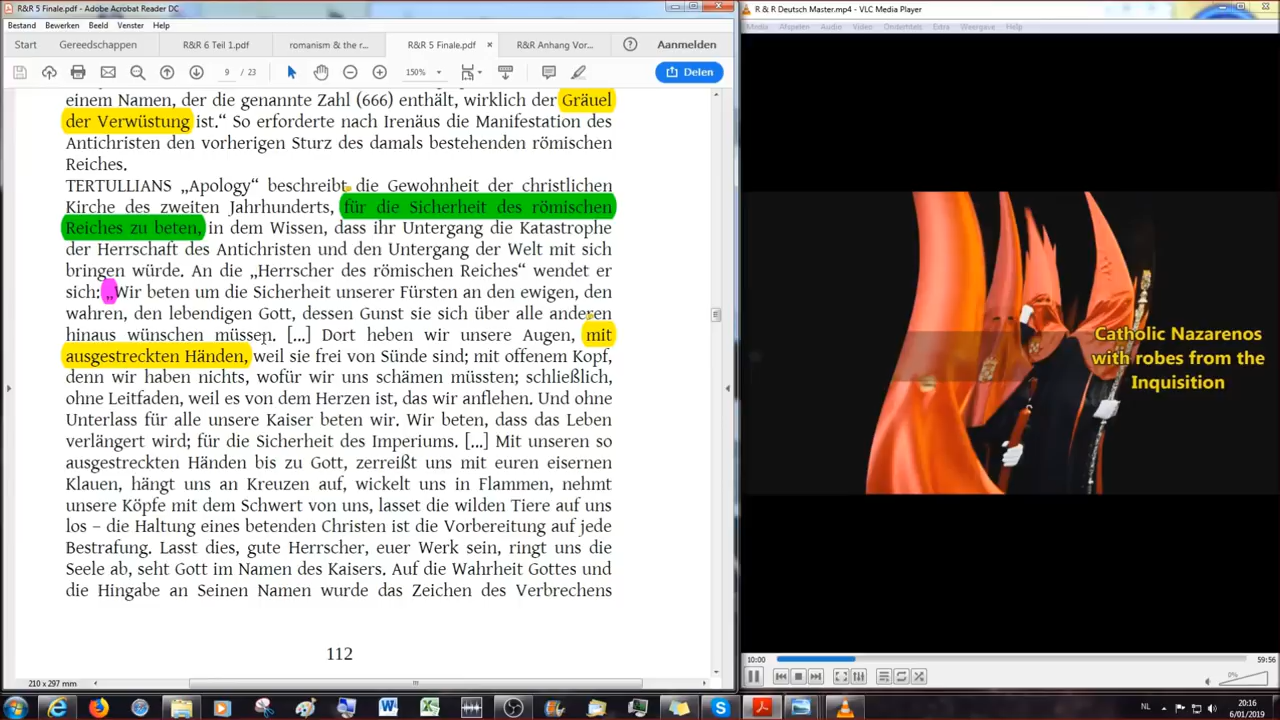 R&R 5 Finale.pdf - Adobe Acrobat Reader DC
Bestand Bewerken Beeld Venster Help
Start Gereedschappen R&R 6 Teil 1.pdf romanism & the r... R&R 5 Finale.pdf × R&R Anhang Vor... Aanmelden
9 / 23 150% Delen
einem Namen, der die genannte Zahl (666) enthält, wirklich der Gräuel
der Verwüstung ist.“ So erforderte nach Irenäus die Manifestation des
Antichristen den vorherigen Sturz des damals bestehenden römischen
Reiches.
TERTULLIANS „Apology“ beschreibt die Gewohnheit der christlichen
Kirche des zweiten Jahrhunderts, für die Sicherheit des römischen
Reiches zu beten, in dem Wissen, dass ihr Untergang die Katastrophe
der Herrschaft des Antichristen und den Untergang der Welt mit sich
bringen würde. An die „Herrscher des römischen Reiches“ wendet er
sich: „Wir beten um die Sicherheit unserer Fürsten an den ewigen, den
wahren, den lebendigen Gott, dessen Gunst sie sich über alle anderen
hinaus wünschen müssen. [...] Dort heben wir unsere Augen, mit
ausgestreckten Händen, weil sie frei von Sünde sind; mit offenem Kopf,
denn wir haben nichts, wofür wir uns schämen müssten; schließlich,
ohne Leitfaden, weil es von dem Herzen ist, das wir anflehen. Und ohne
Unterlass für alle unsere Kaiser beten wir. Wir beten, dass das Leben
verlängert wird; für die Sicherheit des Imperiums. [...] Mit unseren so
ausgestreckten Händen bis zu Gott, zerreißt uns mit euren eisernen
Klauen, hängt uns an Kreuzen auf, wickelt uns in Flammen, nehmt
unsere Köpfe mit dem Schwert von uns, lasset die wilden Tiere auf uns
los – die Haltung eines betenden Christen ist die Vorbereitung auf jede
Bestrafung. Lasst dies, gute Herrscher, euer Werk sein, ringt uns die
Seele ab, seht Gott im Namen des Kaisers. Auf die Wahrheit Gottes und
die Hingabe an Seinen Namen wurde das Zeichen des Verbrechens
112
210 x 297 mm
R & R Deutsch Master.mp4 - VLC Media Player
Media Afspelen Audio Video Ondertitels Extra Weergave Help
Catholic Nazarenos
with robes from the
Inquisition
10:00 59:56
0%
NL 20:16
6/01/2019